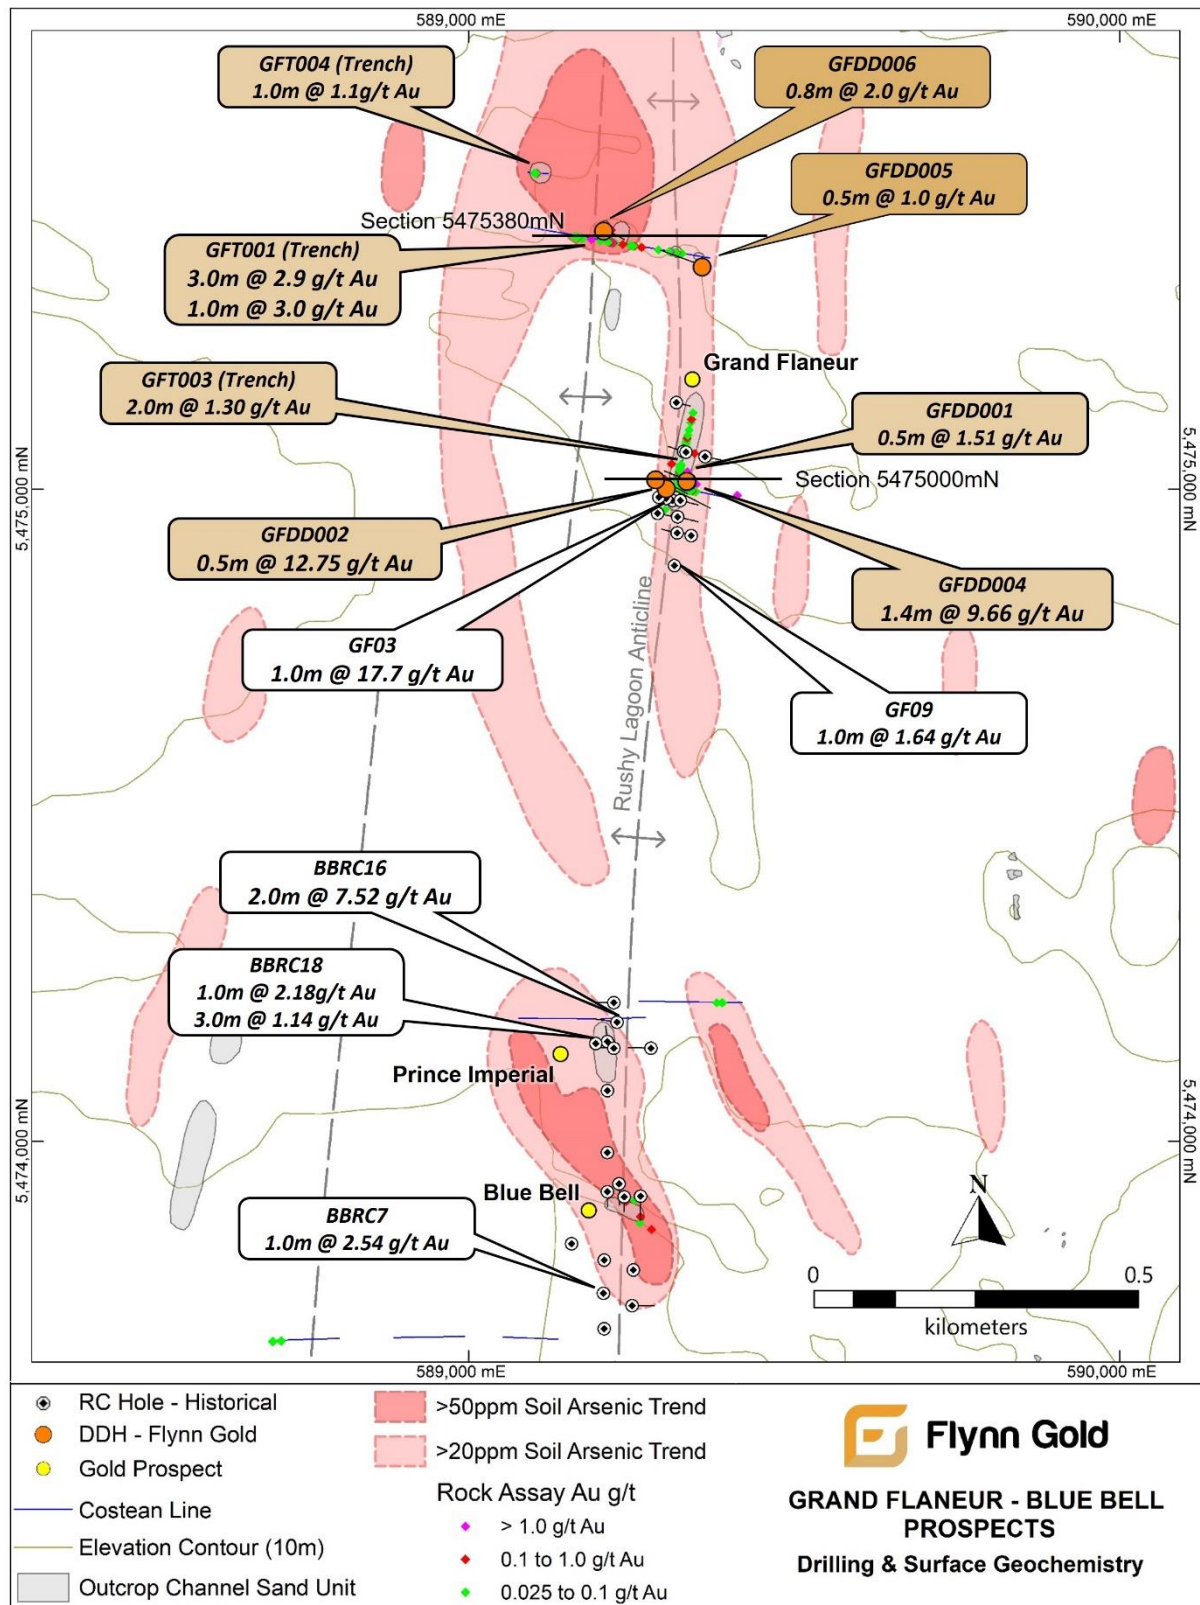 589,000 mE
590,000 mE
GFT004 (Trench)
1.0m @ 1.1g/t Au
GFDD006
0.8m @ 2.0 g/t Au
GFDD005
0.5m @ 1.0 g/t Au
Section 5475380mN
GFT001 (Trench)
3.0m @ 2.9 g/t Au
1.0m @ 3.0 g/t Au
Grand Flaneur
GFT003 (Trench)
2.0m @ 1.30 g/t Au
GFDD001
0.5m @ 1.51 g/t Au
5,475,000 mN
5,475,000 mN
Section 5475000mN
GFDD002
0.5m @ 12.75 g/t Au
GFDD004
1.4m @ 9.66 g/t Au
GF03
1.0m @ 17.7 g/t Au
Rushy Lagoon Anticline
GF09
1.0m @ 1.64 g/t Au
BBRC16
2.0m @ 7.52 g/t Au
BBRC18
1.0m @ 2.18g/t Au
3.0m @ 1.14 g/t Au
Prince Imperial
5,474,000 mN
5,474,000 mN
Blue Bell
BBRC7
1.0m @ 2.54 g/t Au
N
0
0.5
kilometers
589,000 mE
590,000 mE
RC Hole - Historical
DDH - Flynn Gold
Gold Prospect
Costean Line
Elevation Contour (10m)
Outcrop Channel Sand Unit
>50ppm Soil Arsenic Trend
>20ppm Soil Arsenic Trend
Rock Assay Au g/t
> 1.0 g/t Au
0.1 to 1.0 g/t Au
0.025 to 0.1 g/t Au
Flynn Gold
GRAND FLANEUR - BLUE BELL
PROSPECTS
Drilling & Surface Geochemistry